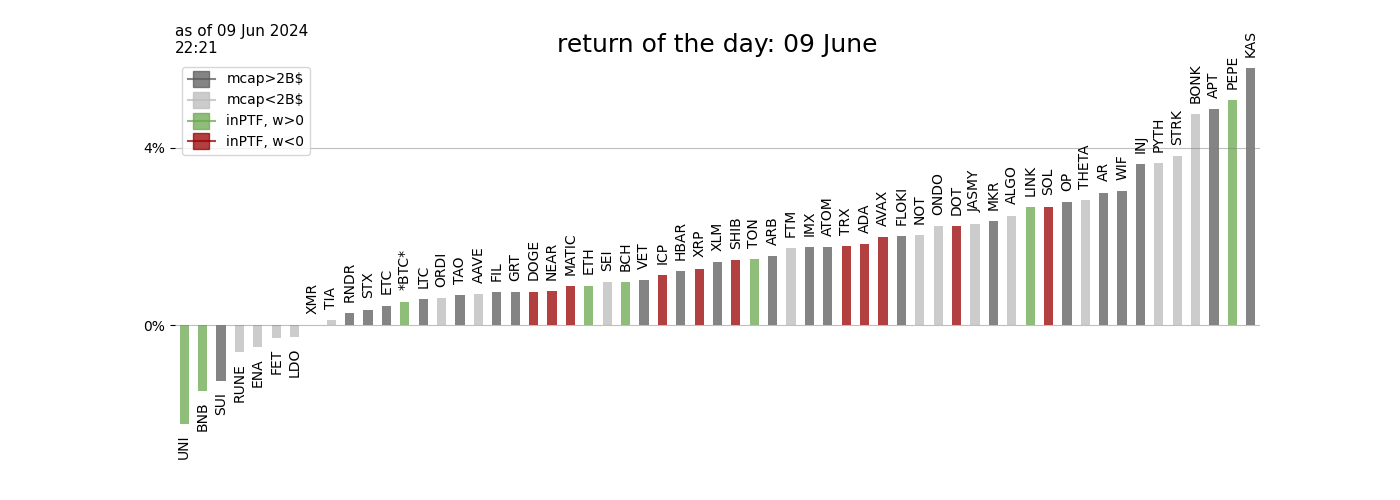 as of 09 Jun 2024
22:21
return of the day: 09 June
mcap>2B$
mcap<2B$
inPTF, w>0
inPTF, w<0
4%
0%
UNI
BNB
SUI
RUNE
ENA
FET
LDO
XMR
TIA
RNDR
STX
ETC
*BTC*
LTC
ORDI
TAO
AAVE
FIL
GRT
DOGE
NEAR
MATIC
ETH
SEI
BCH
VET
ICP
HBAR
XRP
XLM
SHIB
TON
ARB
FTM
IMX
ATOM
TRX
ADA
AVAX
FLOKI
NOT
ONDO
DOT
JASMY
MKR
ALGO
LINK
SOL
OP
THETA
AR
WIF
INJ
PYTH
STRK
BONK
APT
PEPE
KAS